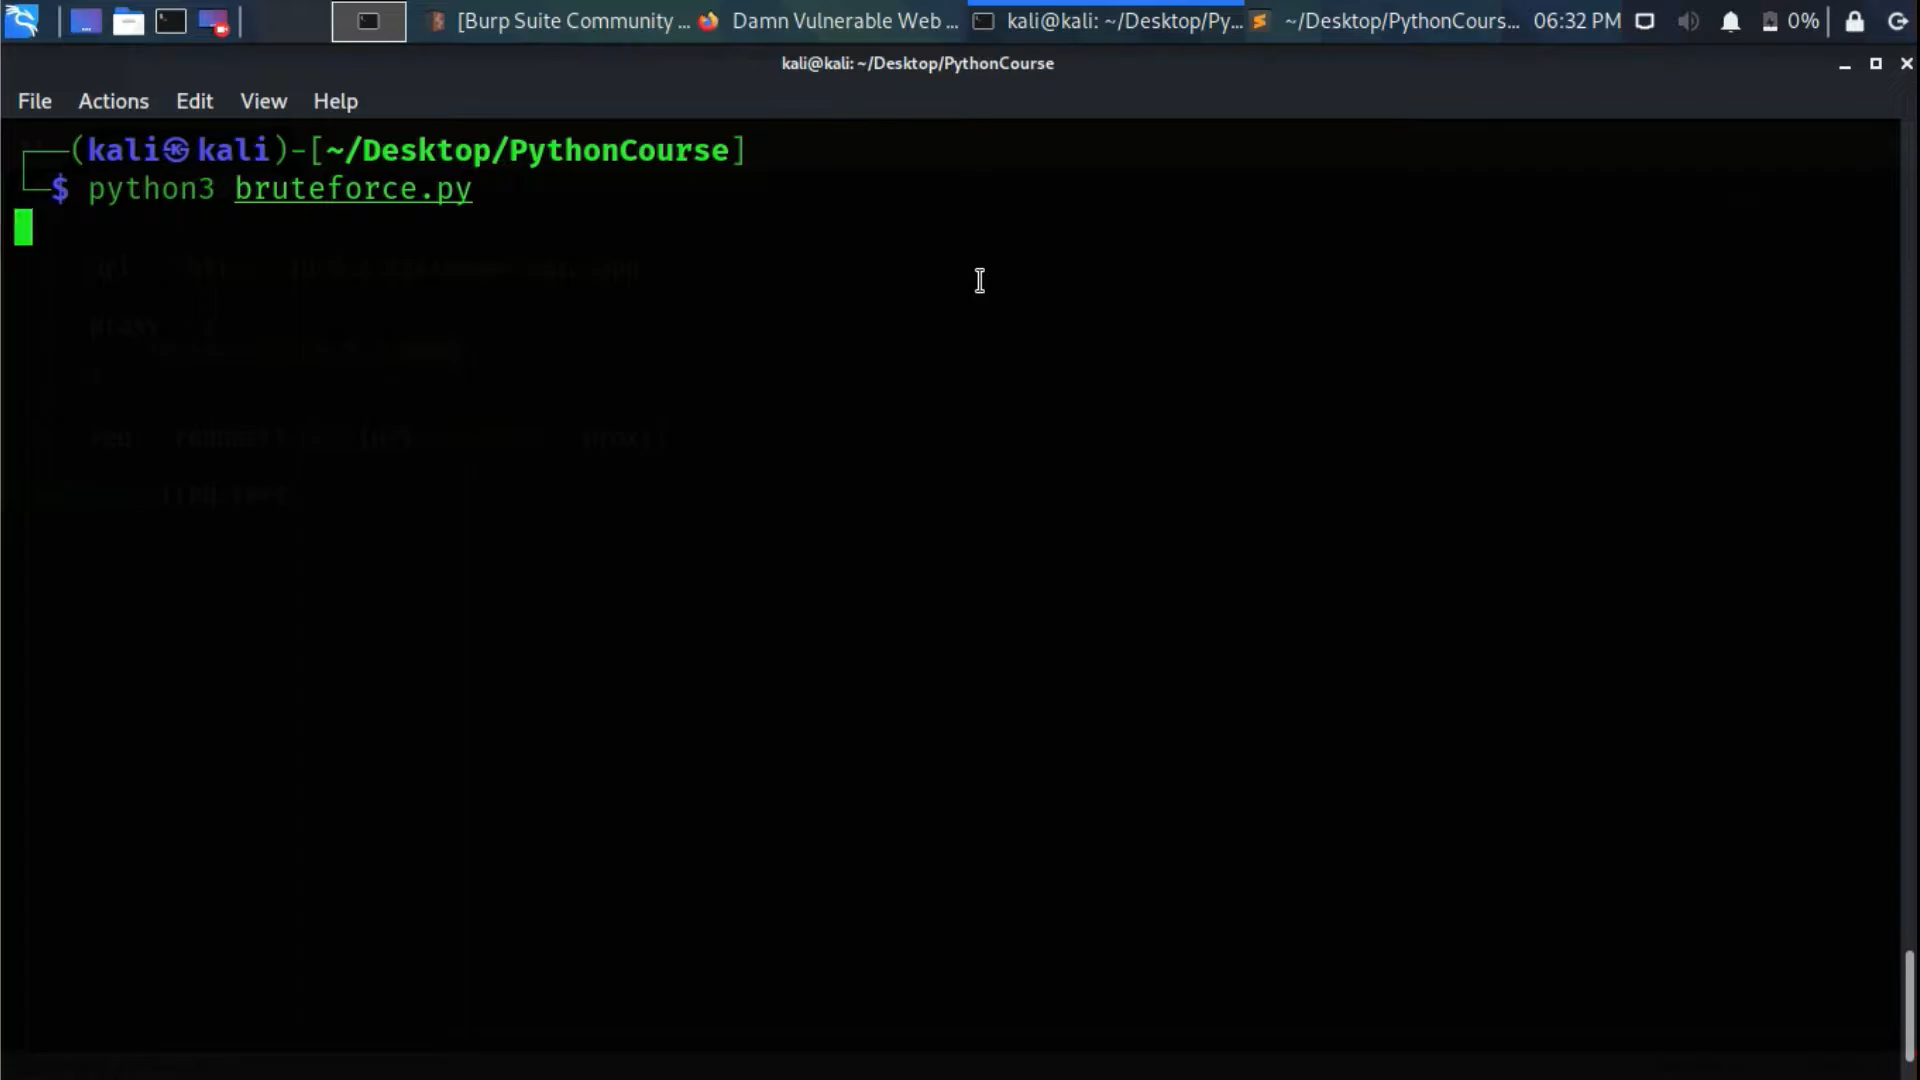 [Burp Suite Community ... Damn Vulnerable Web ... kali@kali: ~/Desktop/Py... ~/Desktop/PythonCours... 06:32 PM 0%
kali@kali: ~/Desktop/PythonCourse
File Actions Edit View Help
(kali㉿kali)-[~/Desktop/PythonCourse]
$ python3 bruteforce.py